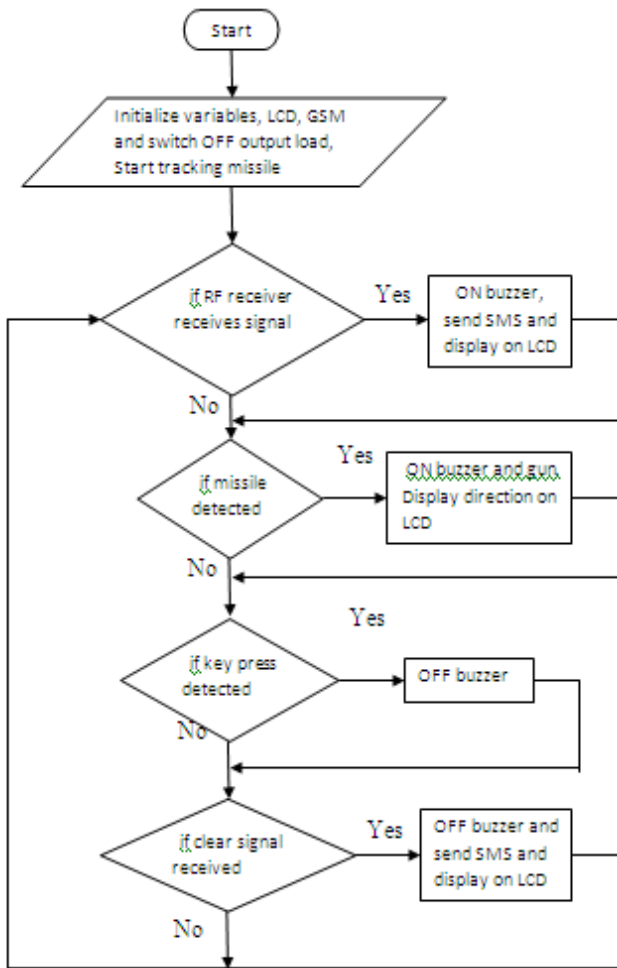 Start
Initialize variables, LCD, GSM
and switch OFF output load,
Start tracking missile
if RF receiver
receives signal
Yes
ON buzzer,
send SMS and
display on LCD
No
if missile
detected
Yes
ON buzzer and gun,
Display direction on
LCD
No
if key press
detected
Yes
OFF buzzer
No
if clear signal
received
Yes
OFF buzzer and
send SMS and
display on LCD
No